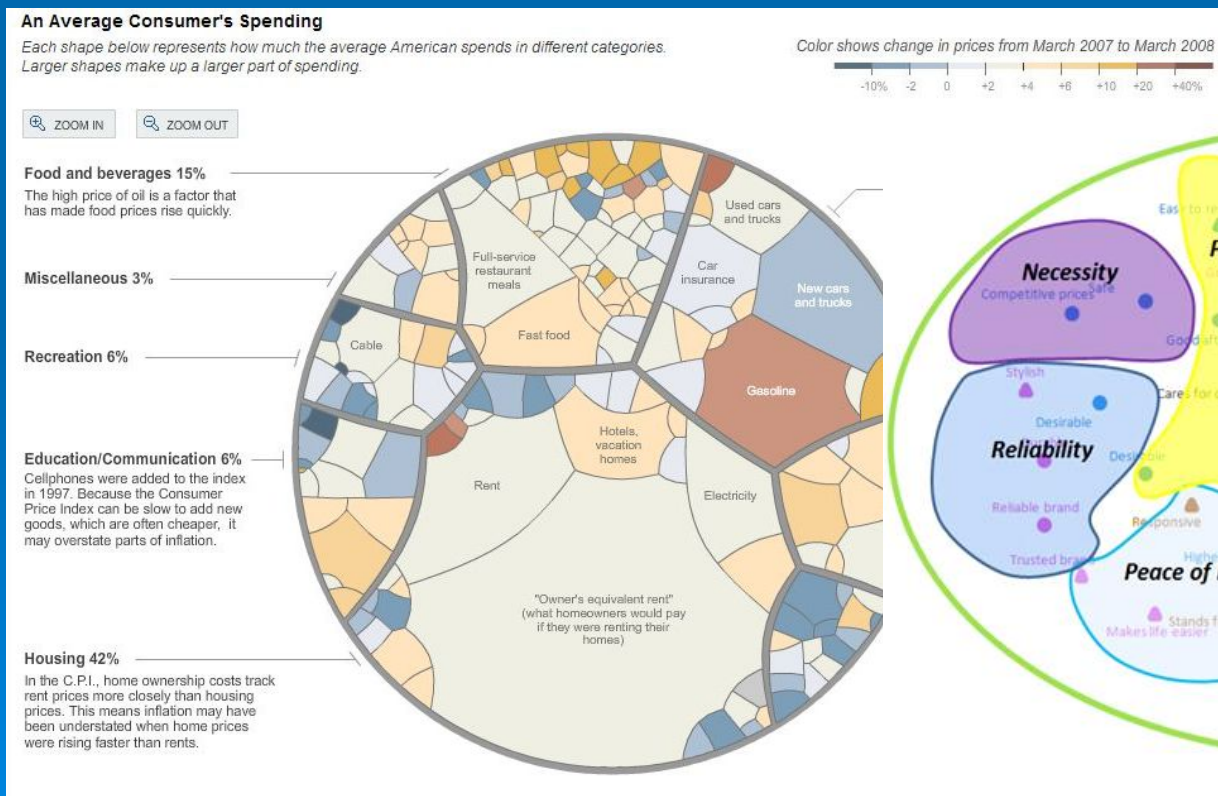 An Average Consumer's Spending
Each shape below represents how much the average American spends in different categories.
Larger shapes make up a larger part of spending.
Color shows change in prices from March 2007 to March 2008
-10% -2 0 +2 +4 +6 +10 +20 +40%
ZOOM IN ZOOM OUT
Food and beverages 15%
The high price of oil is a factor that
has made food prices rise quickly.
Miscellaneous 3%
Recreation 6%
Education/Communication 6%
Cellphones were added to the index
in 1997. Because the Consumer
Price Index can be slow to add new
goods, which are often cheaper, it
may overstate parts of inflation.
Housing 42%
In the C.P.I., home ownership costs track
rent prices more closely than housing
prices. This means inflation may have
been understated when home prices
were rising faster than rents.
Used cars
and trucks
Full-service
restaurant
meals
Car
insurance
New cars
and trucks
Fast food
Cable
Gasoline
Hotels,
vacation
homes
Rent
Electricity
"Owner's equivalent rent"
(what homeowners would pay
if they were renting their
homes)
Necessity
Competitive prices
Safe
Stylish
Cares for
Desirable
Reliability
Reliable brand
Responsive
Trusted
Peace of
Makes life easier
Stands